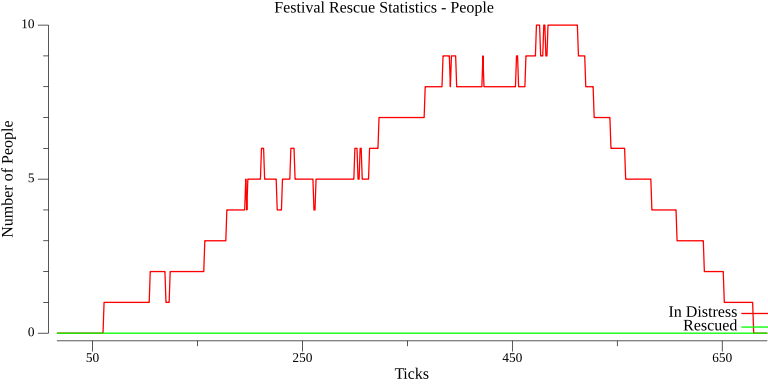 Festival Rescue Statistics - People
10
5
0
Number of People
In Distress
Rescued
50
250
450
650
Ticks